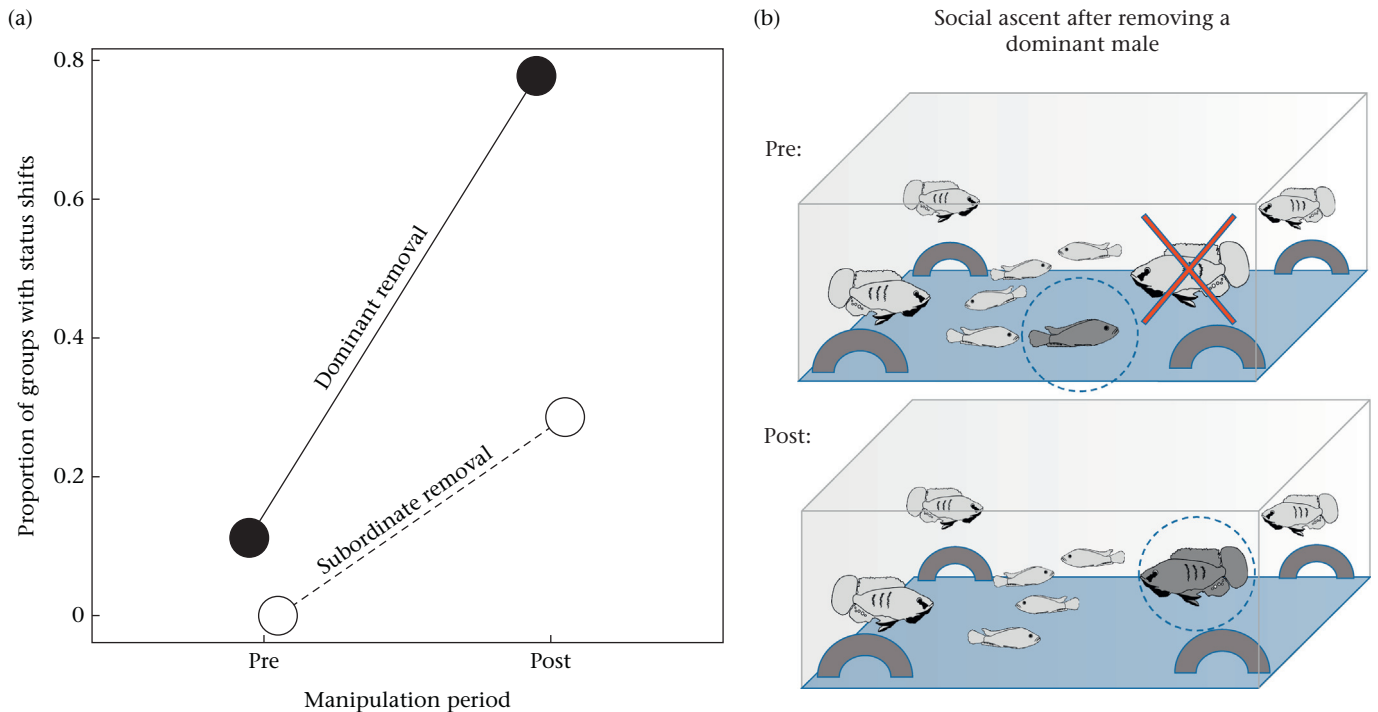 (a)
Proportion of groups with status shifts
0.8
0.6
0.4
0.2
0
Dominant removal
Subordinate removal
Pre
Post
Manipulation period
(b)
Social ascent after removing a
dominant male
Pre:
Post: